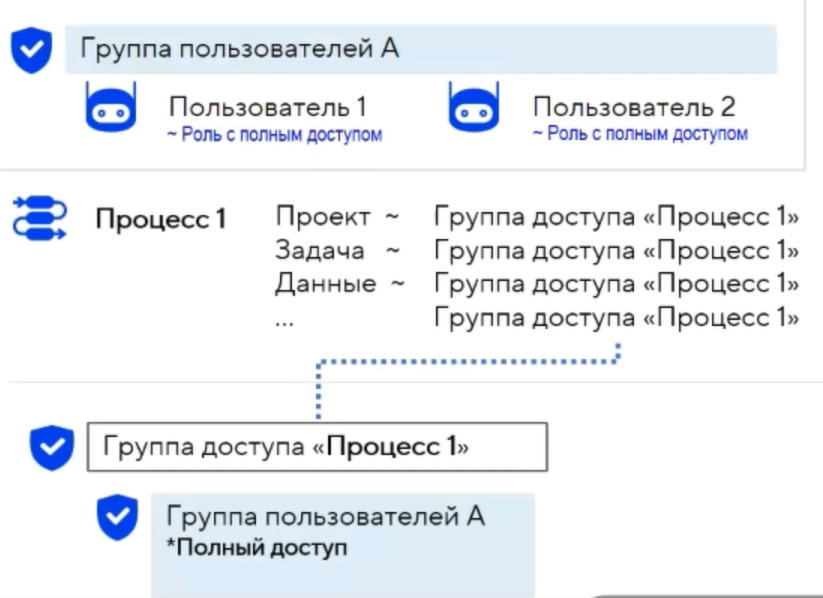 Группа пользователей А
Пользователь 1 Пользователь 2
~ Роль с полным доступом ~ Роль с полным доступом
Процесс 1 Проект ~ Группа доступа «Процесс 1»
Задача ~ Группа доступа «Процесс 1»
Данные ~ Группа доступа «Процесс 1»
... Группа доступа «Процесс 1»
Группа доступа «Процесс 1»
Группа пользователей А
*Полный доступ